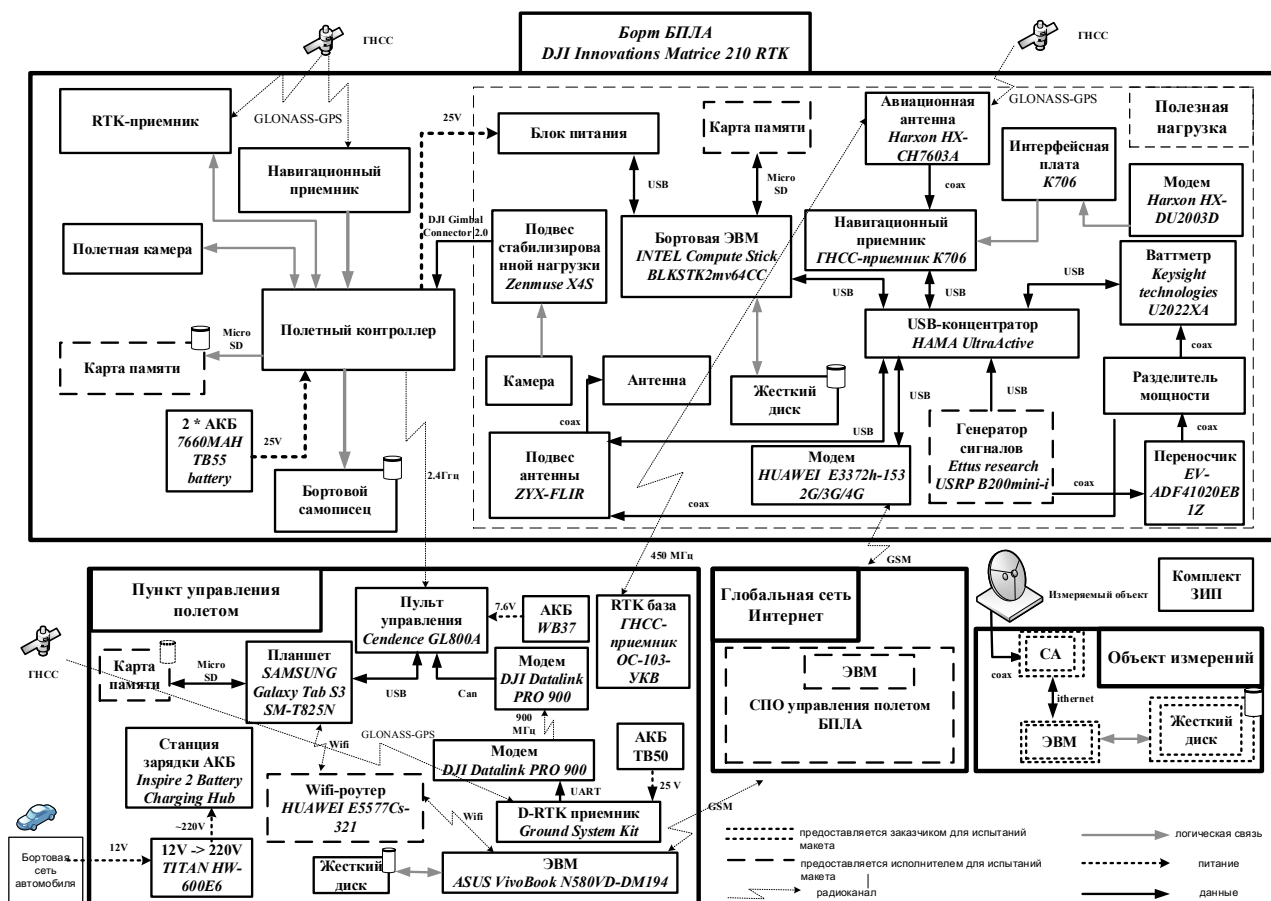 ГНСС
Борт БПЛА
DJI Innovations Matrice 210 RTK
ГНСС
RTK-приемник
GLONASS-GPS
Навигационный
приемник
Полетная камера
Полетный контроллер
Micro
SD
Карта памяти
2 * АКБ
7660MAH
TB55
battery
25V
Бортовой
самописец
2.4Ггц
25V
DJI Gimbal
Connector 2.0
Блок питания
USB
Карта памяти
Micro
SD
Авиационная
антенна
Harxon HX-
CH7603A
GLONASS-GPS
Полезная
нагрузка
Интерфейсная
плата
K706
Модем
Harxon HX-
DU2003D
coax
Подвес
стабилизирова
нной нагрузки
Zenmuse X4S
Бортовая ЭВМ
INTEL Compute Stick
BLKSTK2mv64CC
Навигационный
приемник
ГНСС-приемник K706
Ваттметр
Keysight
technologies
U2022XA
USB
USB
USB
USB-концентратор
HAMA UltraActive
coax
Камера
Антенна
Жесткий
диск
Разделитель
мощности
coax
USB
USB
USB
coax
Подвес
антенны
ZYX-FLIR
Модем
HUAWEI E3372h-153
2G/3G/4G
Генератор
сигналов
Ettus research
USRP B200mini-i
Переносчик
EV-
ADF41020EB
1Z
coax
coax
450 МГц
GSM
Пункт управления
полетом
Пульт
управления
Cendence GL800A
7.6V
АКБ
WB37
RTK база
ГНСС-
приемник
ОС-103-
УКВ
ГНСС
Карта
памяти
Micro
SD
Планшет
SAMSUNG
Galaxy Tab S3
SM-T825N
USB
Can
Модем
DJI Datalink
PRO 900
900
МГц
Wifi
GLONASS-GPS
Модем
DJI Datalink PRO 900
АКБ
TB50
Станция
зарядки АКБ
Inspire 2 Battery
Charging Hub
Wifi-роутер
HUAWEI E5577Cs-
321
UART
25 V
D-RTK приемник
Ground System Kit
Wifi
GSM
~220V
12V
Бортовая
сеть
автомобиля
12V -> 220V
TITAN HW-
600E6
Жесткий
диск
ЭВМ
ASUS VivoBook N580VD-DM194
Глобальная сеть
Интернет
ЭВМ
СПО управления полетом
БПЛА
Измеряемый объект
Комплект
ЗИП
coax
СА
Объект измерений
ithernet
ЭВМ
Жесткий
диск
предоставляется заказчиком для испытаний
макета
предоставляется исполнителем для испытаний
макета
радиоканал
логическая связь
питание
данные